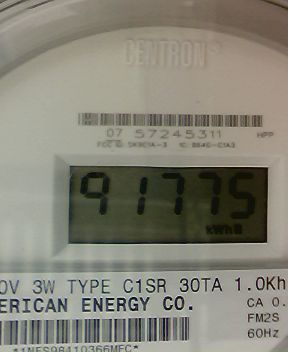 CENTRON®
07 57245311 HPP
91775
kWh
0V 3W TYPE C1SR 30TA 1.0Kh
ERICAN ENERGY CO.
CA 0.
FM2S
60Hz